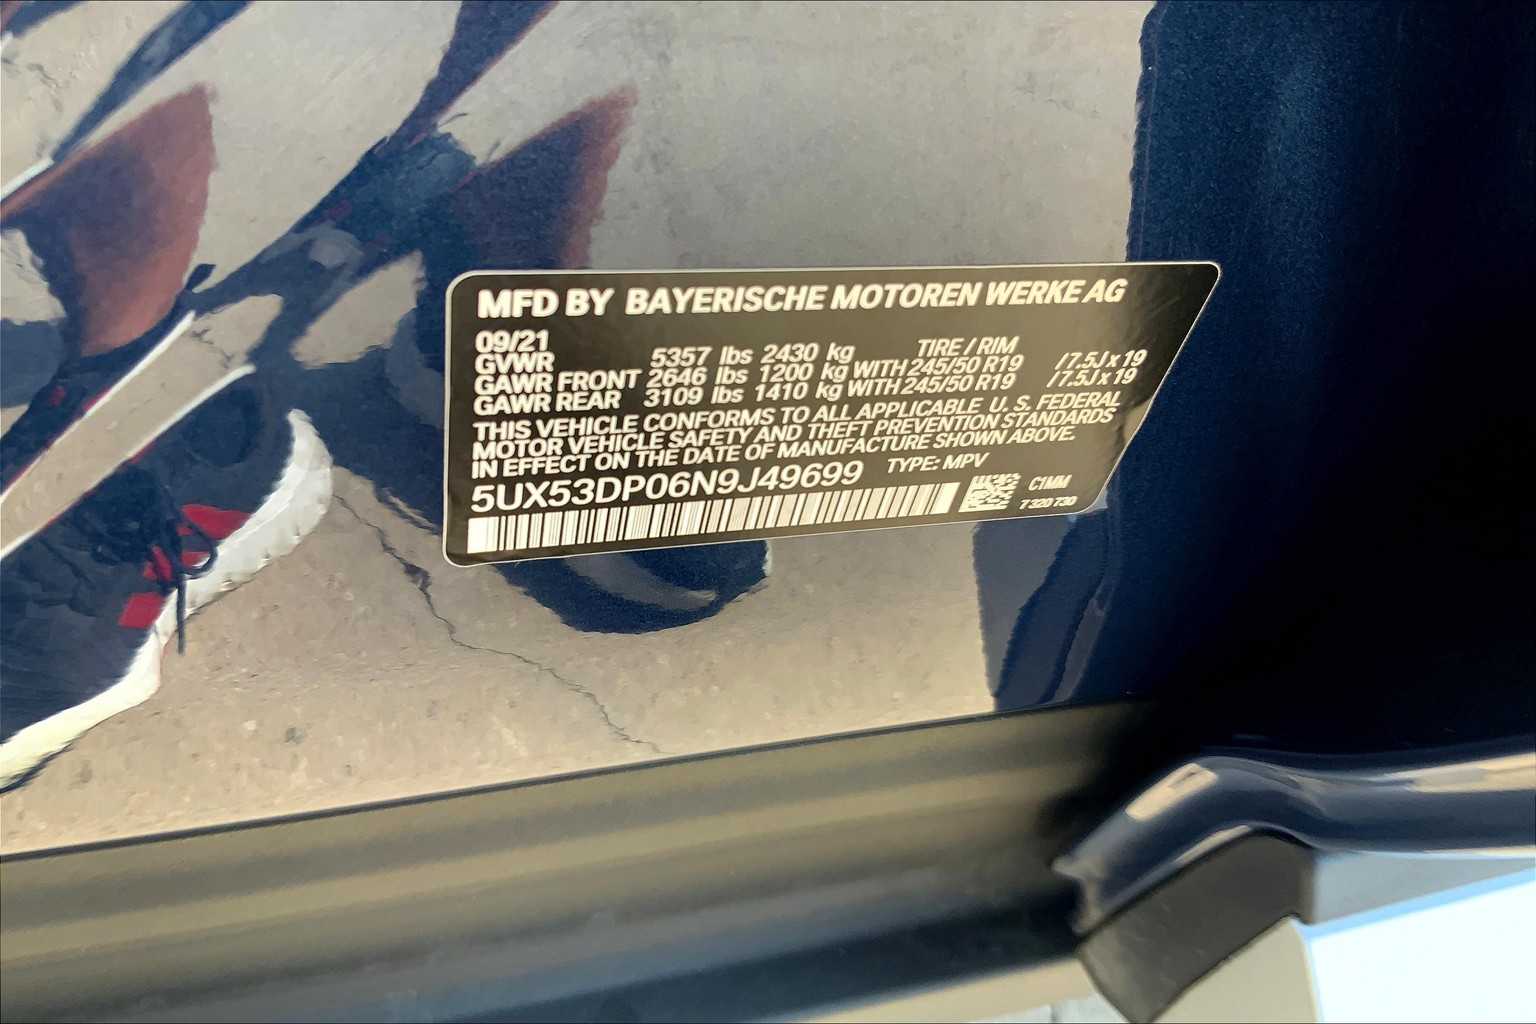 MFD BY BAYERISCHE MOTOREN WERKE AG
09/21 TIRE / RIM
GVWR 5357 lbs 2430 kg
GAWR FRONT 2646 lbs 1200 kg WITH 245/50 R19 /7.5J x 19
GAWR REAR 3109 lbs 1410 kg WITH 245/50 R19 /7.5J x 19
THIS VEHICLE CONFORMS TO ALL APPLICABLE U. S. FEDERAL
MOTOR VEHICLE SAFETY AND THEFT PREVENTION STANDARDS
IN EFFECT ON THE DATE OF MANUFACTURE SHOWN ABOVE.
5UX53DP06N9J49699 TYPE: MPV
C1MM
7 320 730